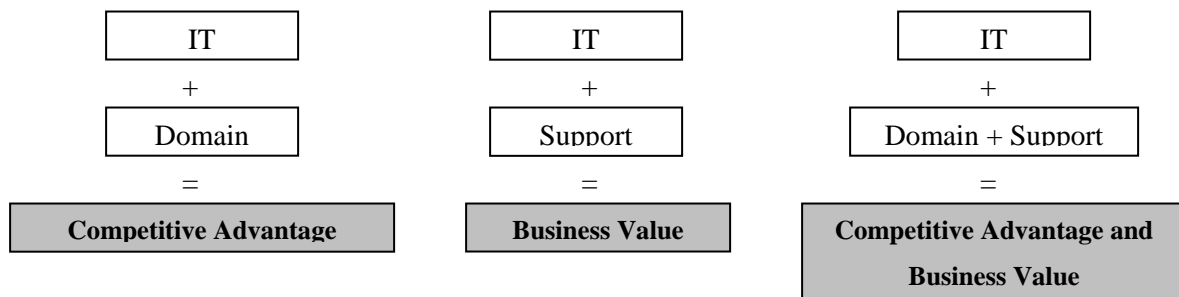 IT
+
Domain
=
Competitive Advantage
IT
+
Support
=
Business Value
IT
+
Domain + Support
=
Competitive Advantage and
Business Value